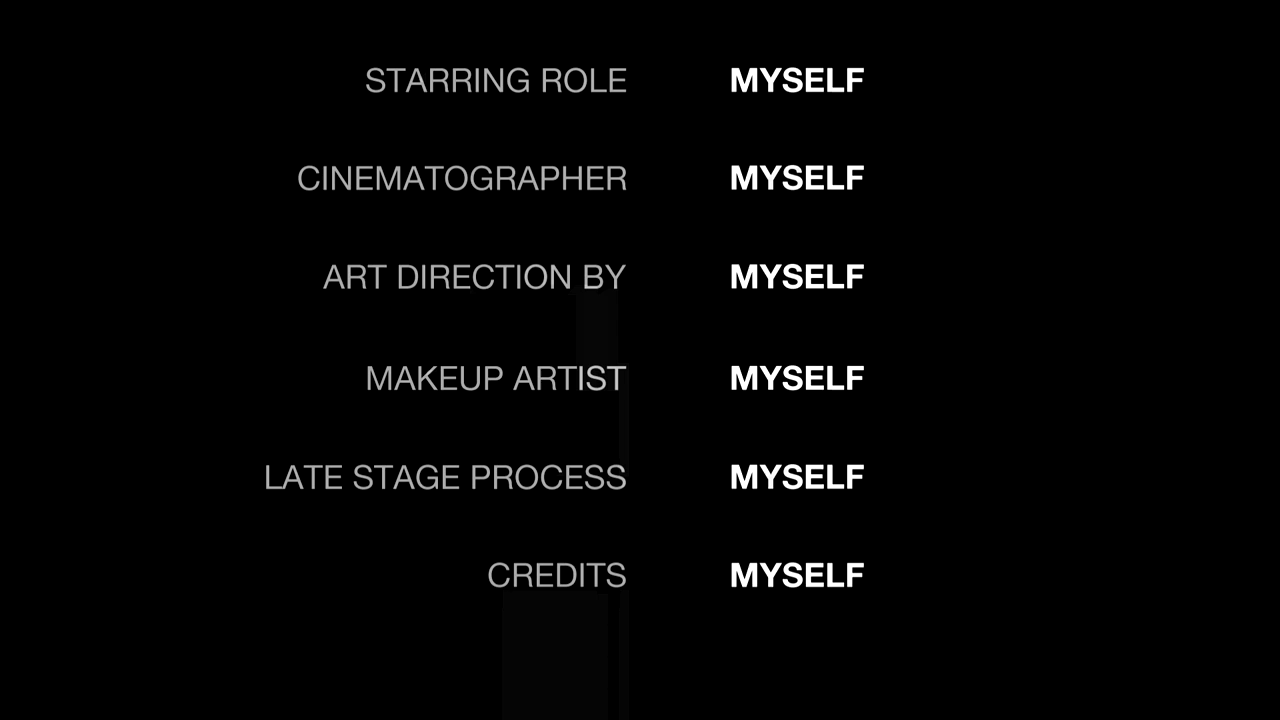 STARRING ROLE MYSELF
CINEMATOGRAPHER MYSELF
ART DIRECTION BY MYSELF
MAKEUP ARTIST MYSELF
LATE STAGE PROCESS MYSELF
CREDITS MYSELF